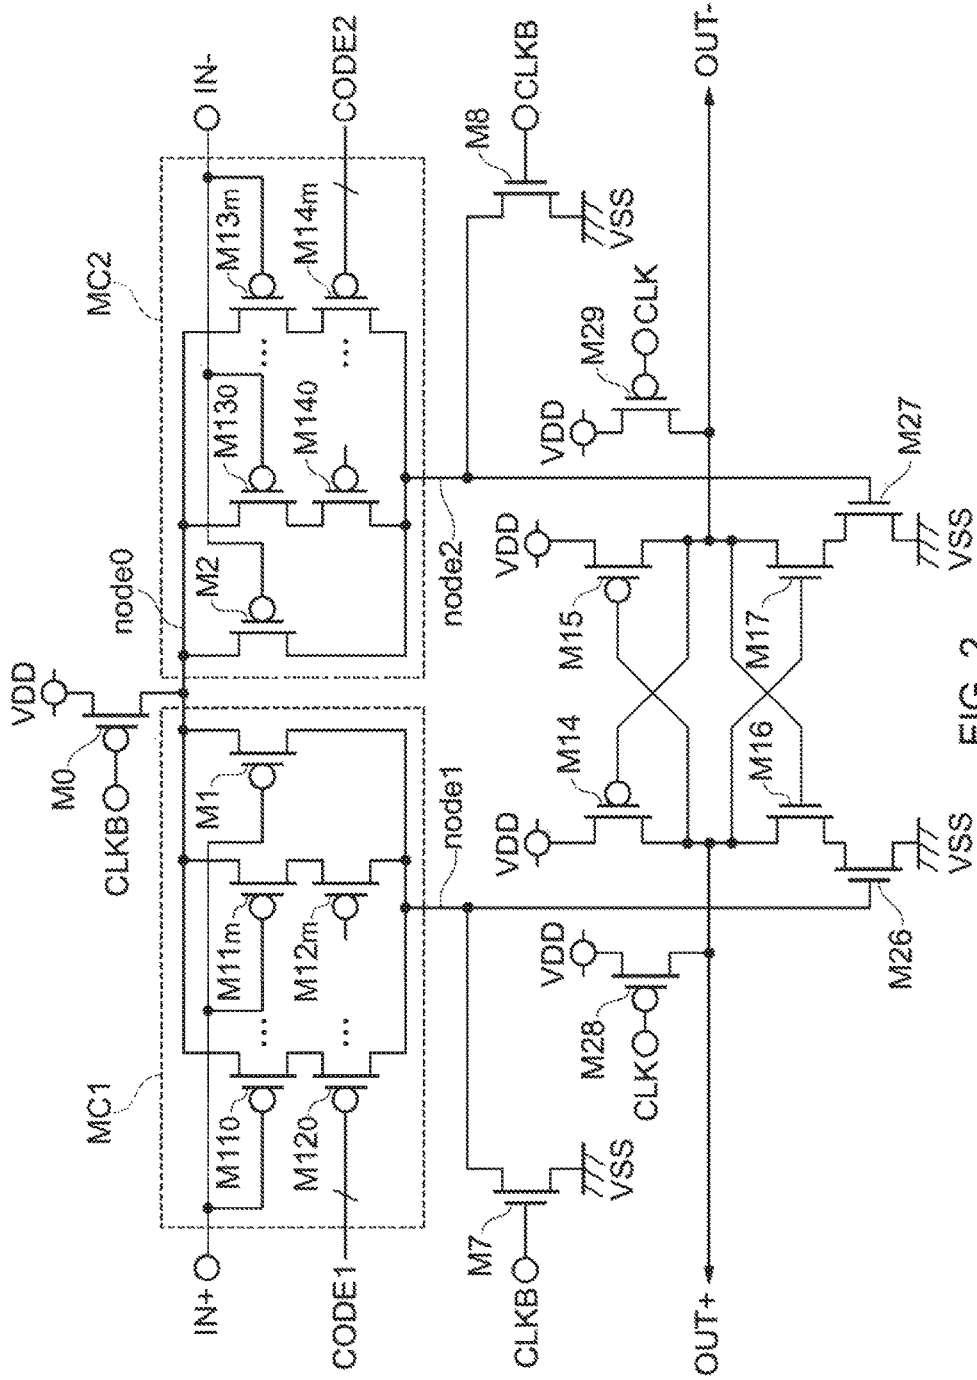 VDD
M0
CLKB
node0
MC1
MC2
IN+
IN-
M110
M11m
M1
M2
M130
M13m
...
...
CODE1
CODE2
M120
M12m
M140
M14m
...
...
node1
node2
M7
CLKB
VSS
M8
CLKB
VSS
VDD
M28
CLK
VDD
M14
VDD
M15
VDD
M29
CLK
OUT+
OUT-
M16
M17
M26
VSS
M27
VSS
FIG. 2